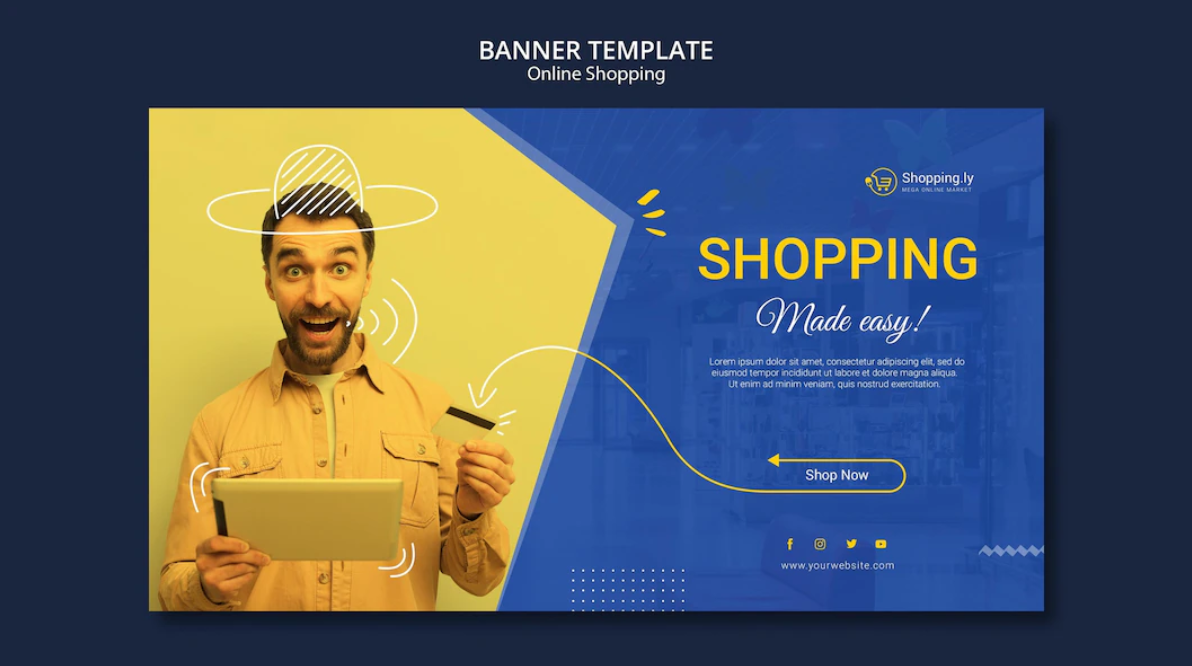 BANNER TEMPLATE
Online Shopping
Shopping.ly
MEGA ONLINE MARKET
SHOPPING
Made easy!
Lorem ipsum dolor sit amet, consectetur adipiscing elit, sed do
eiusmod tempor incididunt ut labore et dolore magna aliqua.
Ut enim ad minim veniam, quis nostrud exercitation.
Shop Now
www.yourwebsite.com